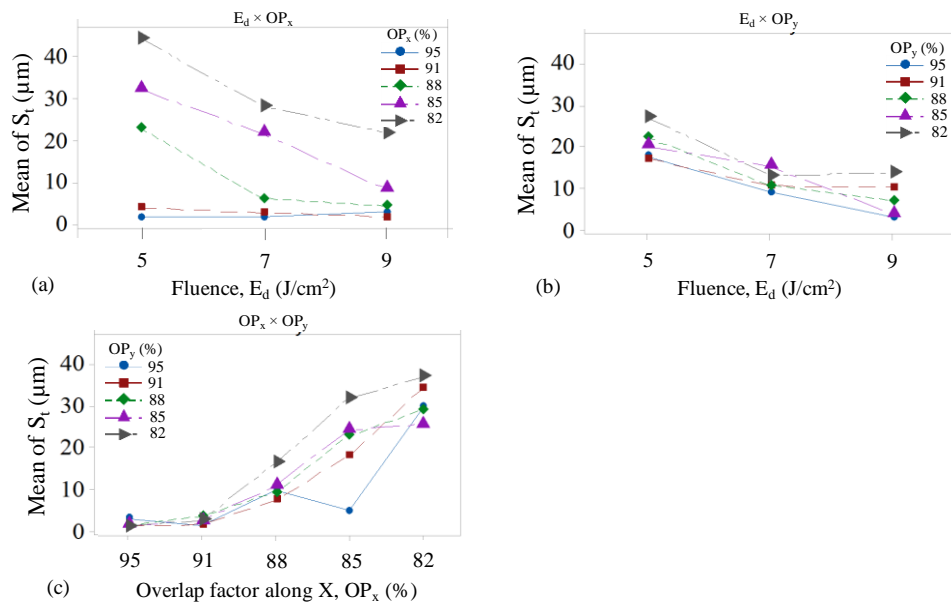 E_d × OP_x
Mean of S_t (µm)
40
30
20
10
0
OP_x (%)
95
91
88
85
82
5 7 9
(a)
Fluence, E_d (J/cm²)
E_d × OP_y
Mean of S_t (µm)
40
30
20
10
0
OP_y (%)
95
91
88
85
82
5 7 9
(b)
Fluence, E_d (J/cm²)
OP_x × OP_y
Mean of S_t (µm)
40
30
20
10
0
OP_y (%)
95
91
88
85
82
95 91 88 85 82
(c)
Overlap factor along X, OP_x (%)